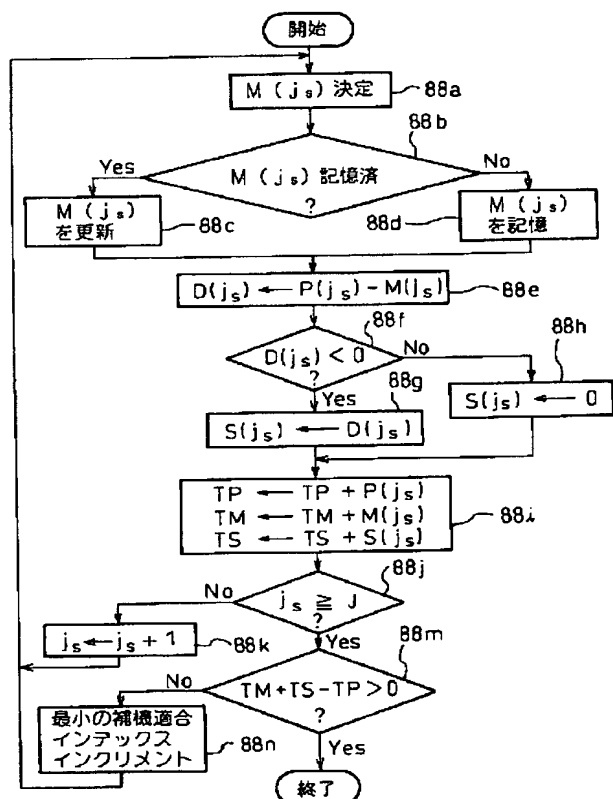 開始
M (js) 決定
88a
88b
Yes
M (js) 記憶済
?
No
M (js)
を更新
88c
88d
M (js)
を記憶
D(js) ← P(js) − M(js)
88e
88f
D(js) < 0
?
No
88h
Yes
88g
S(js) ← D(js)
S(js) ← 0
TP ← TP + P(js)
TM ← TM + M(js)
TS ← TS + S(js)
88i
88j
No
js ≧ J
?
js ← js + 1
88k
Yes
88m
No
TM+TS−TP>0
?
最小の補機適合
インデックス
インクリメント
88n
Yes
終了